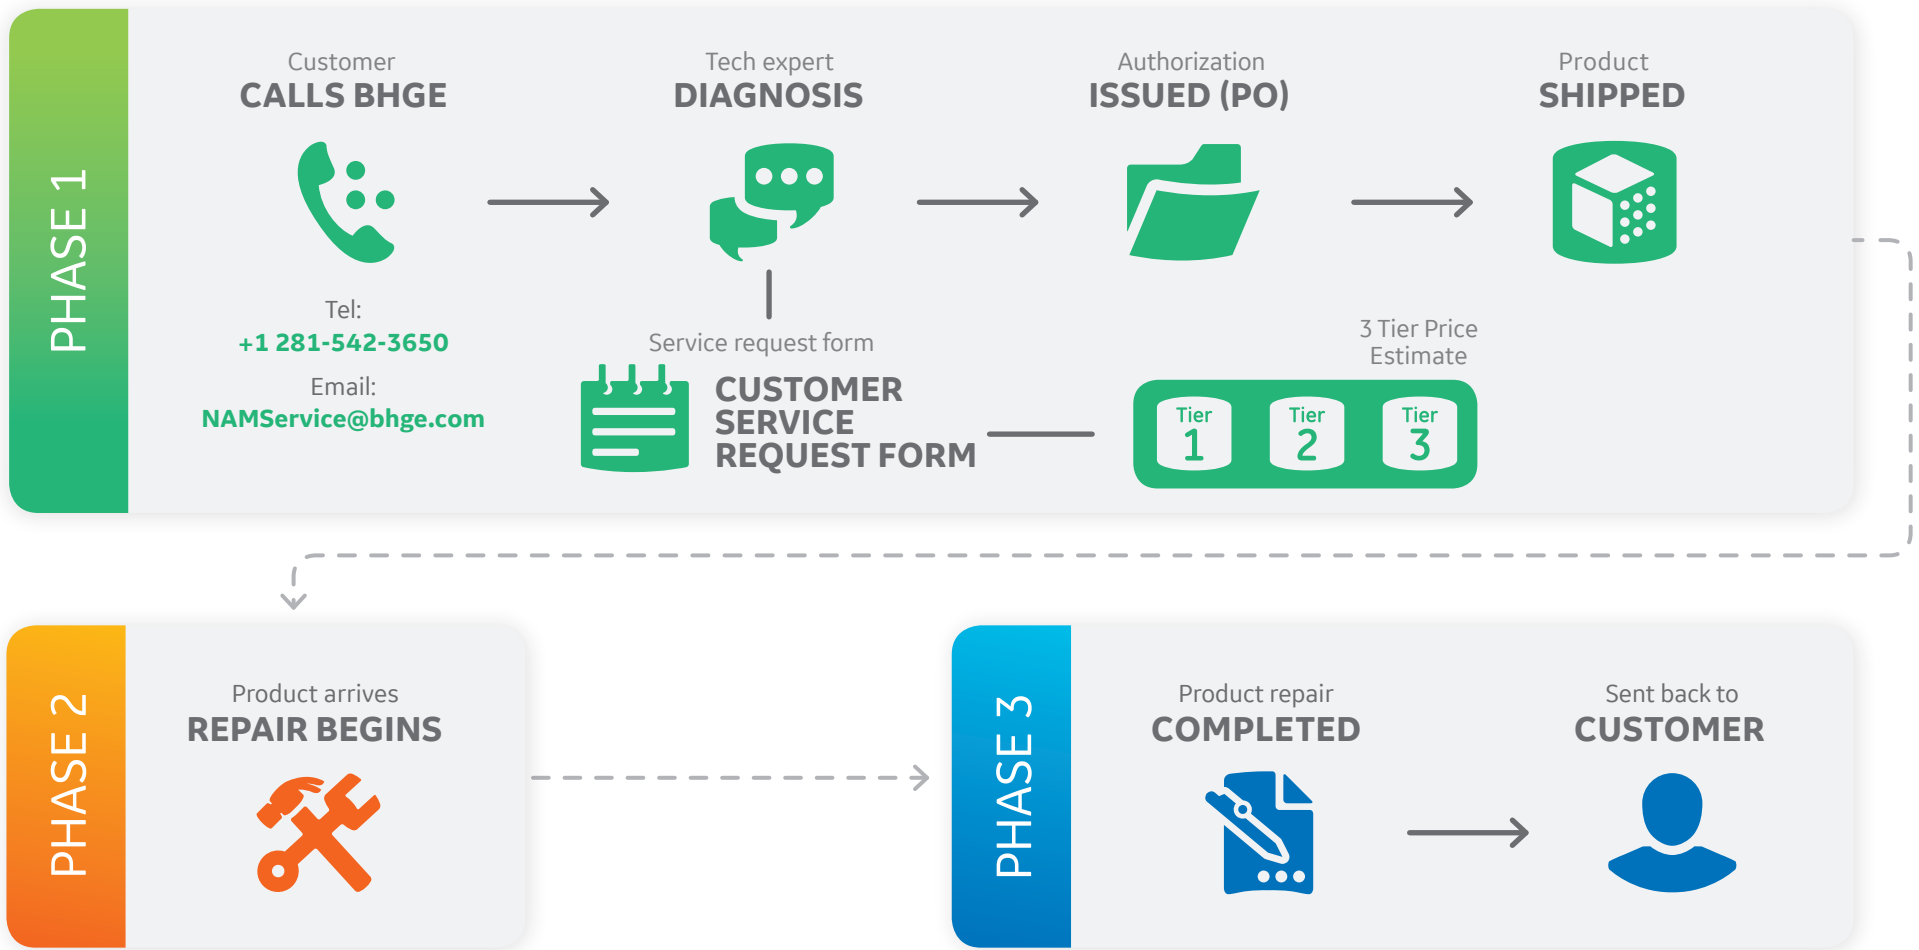 PHASE 1
Customer
CALLS BHGE
Tel:
+1 281-542-3650
Email:
NAMService@bhge.com
Tech expert
DIAGNOSIS
Service request form
CUSTOMER
SERVICE
REQUEST FORM
Authorization
ISSUED (PO)
3 Tier Price
Estimate
Tier
1
Tier
2
Tier
3
Product
SHIPPED
PHASE 2
Product arrives
REPAIR BEGINS
PHASE 3
Product repair
COMPLETED
Sent back to
CUSTOMER